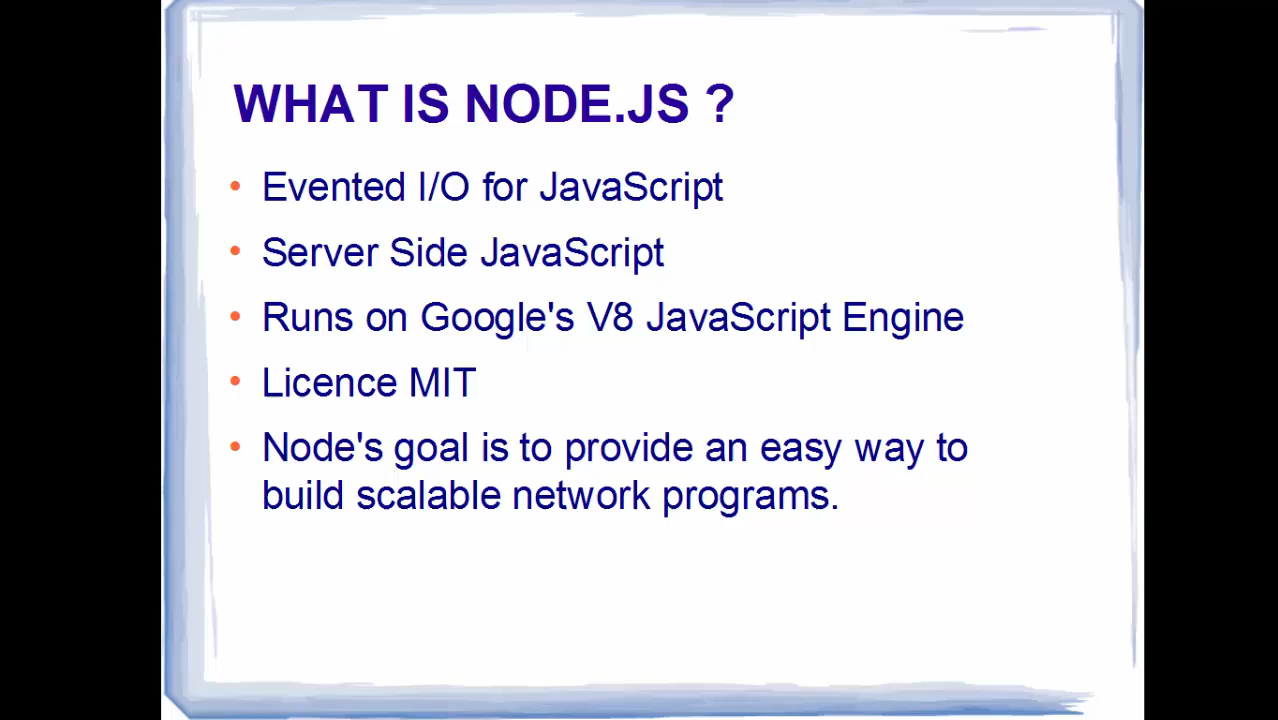 WHAT IS NODE.JS ?
• Evented I/O for JavaScript
• Server Side JavaScript
• Runs on Google's V8 JavaScript Engine
• Licence MIT
• Node's goal is to provide an easy way to
build scalable network programs.